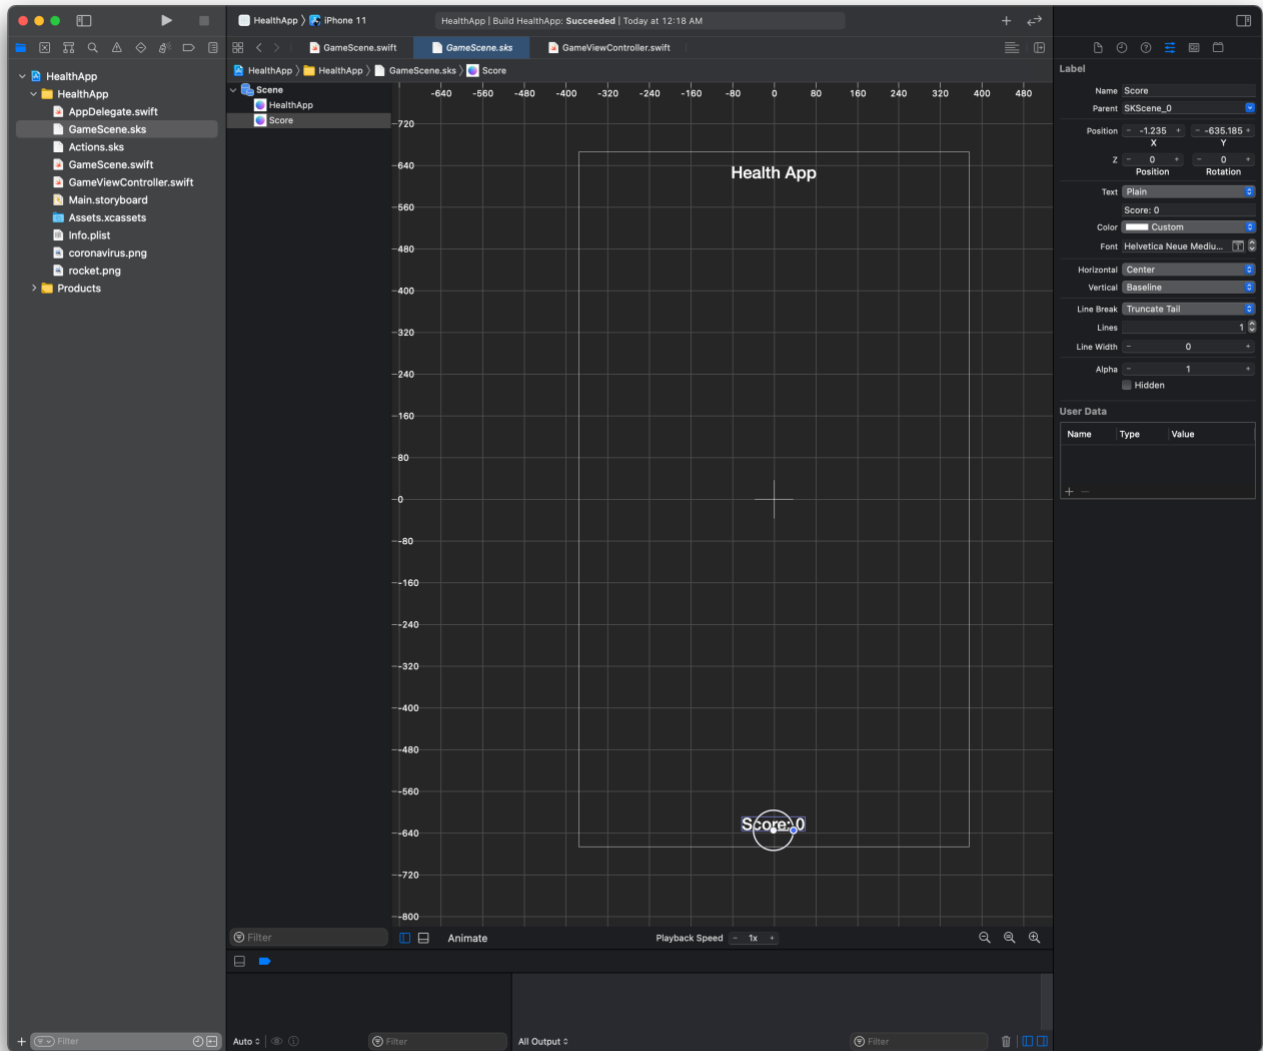 HealthApp › iPhone 11
HealthApp | Build HealthApp: Succeeded | Today at 12:18 AM
GameScene.swift
GameScene.sks
GameViewController.swift
HealthApp › HealthApp › GameScene.sks › Score
HealthApp
HealthApp
AppDelegate.swift
GameScene.sks
Actions.sks
GameScene.swift
GameViewController.swift
Main.storyboard
Assets.xcassets
Info.plist
coronavirus.png
rocket.png
Products
Filter
Scene
HealthApp
Score
Filter
-640 -560 -480 -400 -320 -240 -160 -80 0 80 160 240 320 400 480
720
640
560
480
400
320
240
160
80
0
-80
-160
-240
-320
-400
-480
-560
-640
-720
-800
Health App
Score: 0
Animate
Playback Speed - 1x +
Auto
Filter
All Output
Filter
Label
Name Score
Parent SKScene_0
Position - -1.235 + - -635.185 +
X Y
Z - 0 + - 0 +
Position Rotation
Text Plain
Score: 0
Color Custom
Font Helvetica Neue Mediu...
Horizontal Center
Vertical Baseline
Line Break Truncate Tail
Lines 1
Line Width - 0 +
Alpha - 1 +
Hidden
User Data
Name Type Value